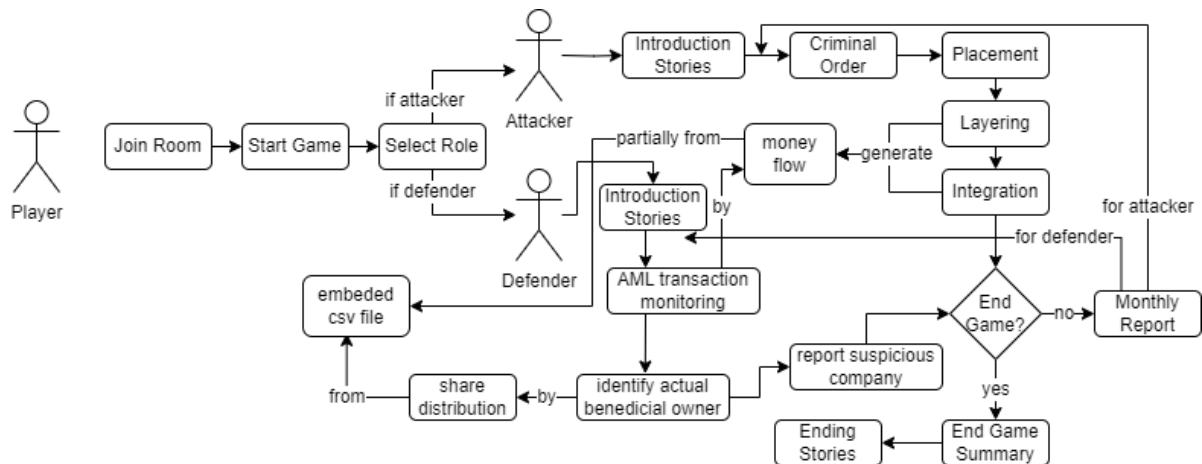 Player
Join Room
Start Game
Select Role
if attacker
if defender
Attacker
Defender
Introduction
Stories
Criminal
Order
Placement
Layering
Integration
generate
money
flow
partially from
by
Introduction
Stories
AML transaction
monitoring
embeded
csv file
from
share
distribution
by
identify actual
benedicial owner
report suspicious
company
End
Game?
no
Monthly
Report
for attacker
for defender
yes
End Game
Summary
Ending
Stories